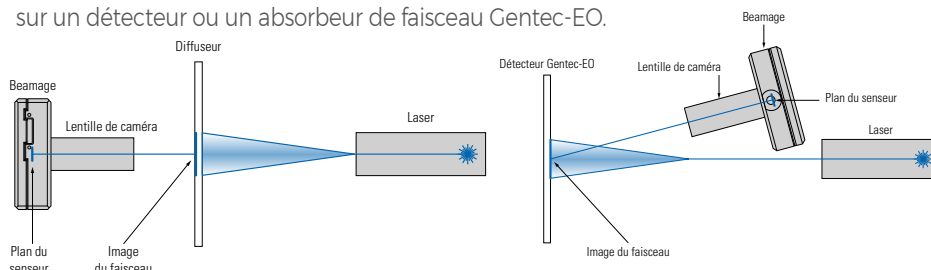 sur un détecteur ou un absorbeur de faisceau Gentec-EO.
Diffuseur
Beamage
Lentille de caméra
Laser
Plan du
senseur
Image
du faisceau
Beamage
Détecteur Gentec-EO
Lentille de caméra
Plan du senseur
Laser
Image du faisceau